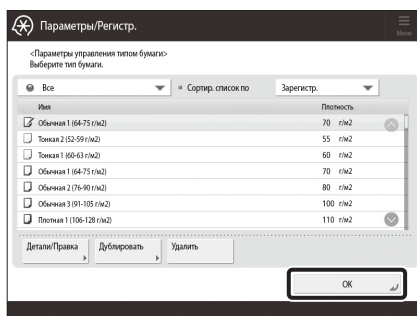 Параметры/Регистр.
Menu
<Параметры управления типом бумаги>
Выберите тип бумаги.
Все
Сортир. список по
Зарегистр.
Имя Плотность
Обычная 1 (64-75 г/м2) 70 г/м2
Тонкая 2 (52-59 г/м2) 55 г/м2
Тонкая 1 (60-63 г/м2) 60 г/м2
Обычная 1 (64-75 г/м2) 70 г/м2
Обычная 2 (76-90 г/м2) 80 г/м2
Обычная 3 (91-105 г/м2) 100 г/м2
Плотная 1 (106-128 г/м2) 110 г/м2
Детали/Правка Дублировать Удалить
OK